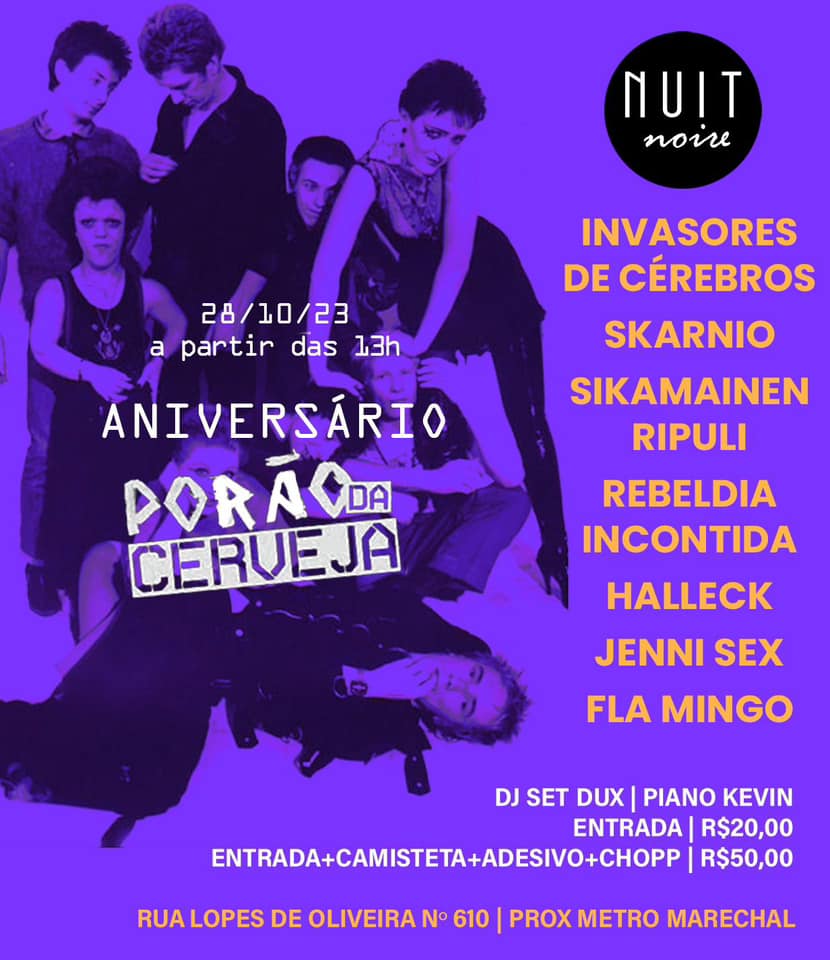 NUIT
noire
INVASORES
DE CÉREBROS
SKARNIO
SIKAMAINEN
RIPULI
REBELDIA
INCONTIDA
HALLECK
JENNI SEX
FLA MINGO
28/10/23
a partir das 13h
ANIVERSÁRIO
PORÃO DA
CERVEJA
DJ SET DUX | PIANO KEVIN
ENTRADA | R$20,00
ENTRADA+CAMISTETA+ADESIVO+CHOPP | R$50,00
RUA LOPES DE OLIVEIRA Nº 610 | PROX METRO MARECHAL